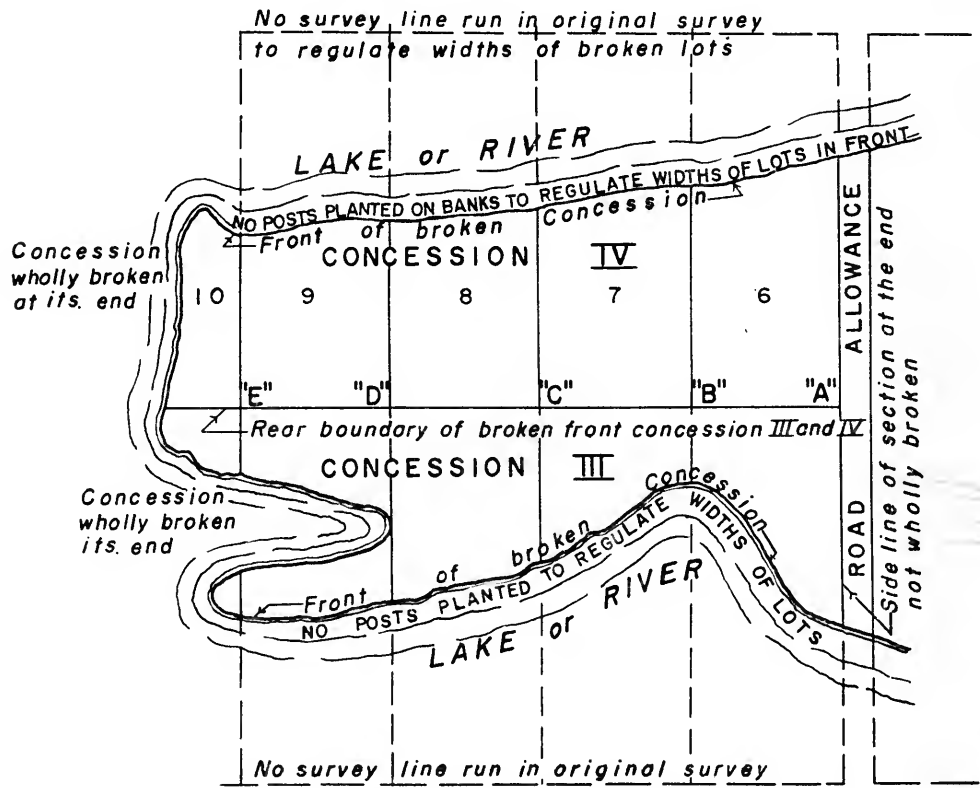 No survey line run in original survey
to regulate widths of broken lots
LAKE or RIVER
NO POSTS PLANTED ON BANKS TO REGULATE WIDTHS OF LOTS IN FRONT
Front of broken Concession
Concession
wholly broken
at its. end
CONCESSION IV
10 9 8 7 6
ALLOWANCE
"E" "D" "C" "B" "A"
Rear boundary of broken front concession III and IV
CONCESSION III
Concession
wholly broken
its. end
Front of broken concession
NO POSTS PLANTED TO REGULATE WIDTHS OF LOTS
LAKE or RIVER
ROAD
Side line of section at the end
not wholly broken
No survey line run in original survey